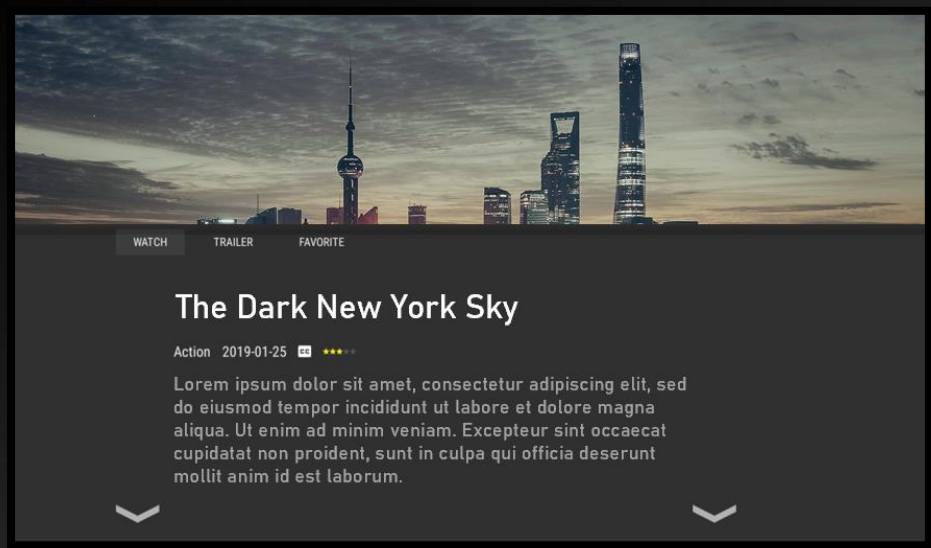 WATCH TRAILER FAVORITE
The Dark New York Sky
Action 2019-01-25 CC
Lorem ipsum dolor sit amet, consectetur adipiscing elit, sed
do eiusmod tempor incididunt ut labore et dolore magna
aliqua. Ut enim ad minim veniam. Excepteur sint occaecat
cupidatat non proident, sunt in culpa qui officia deserunt
mollit anim id est laborum.